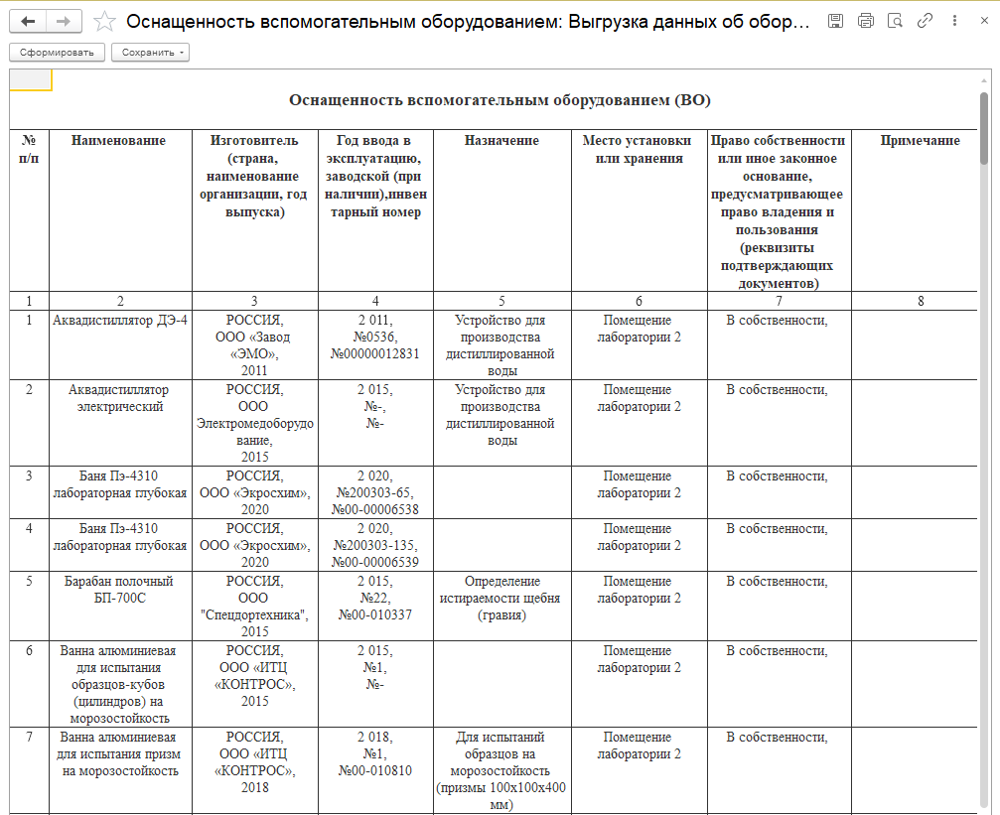 Оснащенность вспомогательным оборудованием: Выгрузка данных об обор...
Сформировать
Сохранить
Оснащенность вспомогательным оборудованием (ВО)
№
п/п
Наименование
Изготовитель
(страна,
наименование
организации, год
выпуска)
Год ввода в
эксплуатацию,
заводской (при
наличии),инвен
тарный номер
Назначение
Место установки
или хранения
Право собственности
или иное законное
основание,
предусматривающее
право владения и
пользования
(реквизиты
подтверждающих
документов)
Примечание
1
2
3
4
5
6
7
8
1
Аквадистиллятор ДЭ-4
РОССИЯ,
ООО «Завод
«ЭМО»,
2011
2 011,
№0536,
№00000012831
Устройство для
производства
дистиллированной
воды
Помещение
лаборатории 2
В собственности,
2
Аквадистиллятор
электрический
РОССИЯ,
ООО
Электромедоборудо
вание,
2015
2 015,
№-,
№-
Устройство для
производства
дистиллированной
воды
Помещение
лаборатории 2
В собственности,
3
Баня Пэ-4310
лабораторная глубокая
РОССИЯ,
ООО «Экросхим»,
2020
2 020,
№200303-65,
№00-00006538
Помещение
лаборатории 2
В собственности,
4
Баня Пэ-4310
лабораторная глубокая
РОССИЯ,
ООО «Экросхим»,
2020
2 020,
№200303-135,
№00-00006539
Помещение
лаборатории 2
В собственности,
5
Барабан полочный
БП-700С
РОССИЯ,
ООО
"Спецдортехника",
2015
2 015,
№22,
№00-010337
Определение
истираемости щебня
(гравия)
Помещение
лаборатории 2
В собственности,
6
Ванна алюминиевая
для испытания
образцов-кубов
(цилиндров) на
морозостойкость
РОССИЯ,
ООО «ИТЦ
«КОНТРОС»,
2015
2 015,
№1,
№-
Помещение
лаборатории 2
В собственности,
7
Ванна алюминиевая
для испытания призм
на морозостойкость
РОССИЯ,
ООО «ИТЦ
«КОНТРОС»,
2018
2 018,
№1,
№00-010810
Для испытаний
образцов на
морозостойкость
(призмы 100х100х400
мм)
Помещение
лаборатории 2
В собственности,